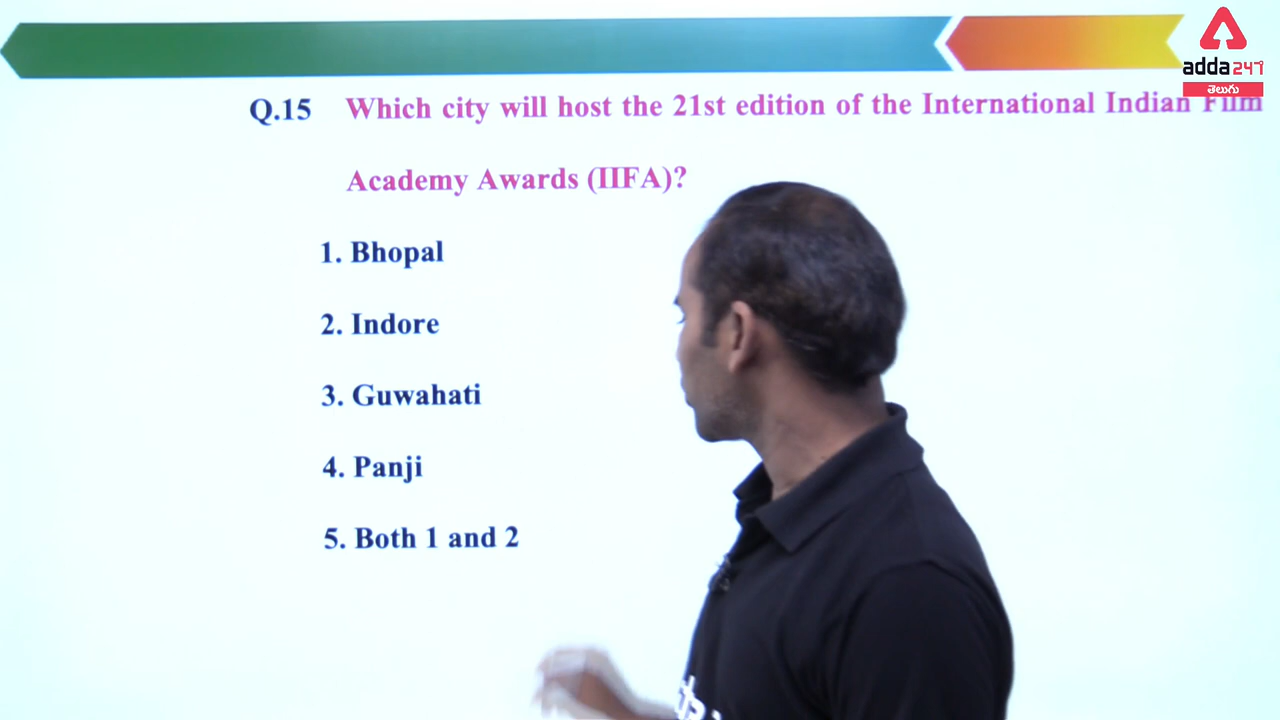 adda247
తెలుగు
Q.15 Which city will host the 21st edition of the International Indian Film
Academy Awards (IIFA)?
1. Bhopal
2. Indore
3. Guwahati
4. Panji
5. Both 1 and 2